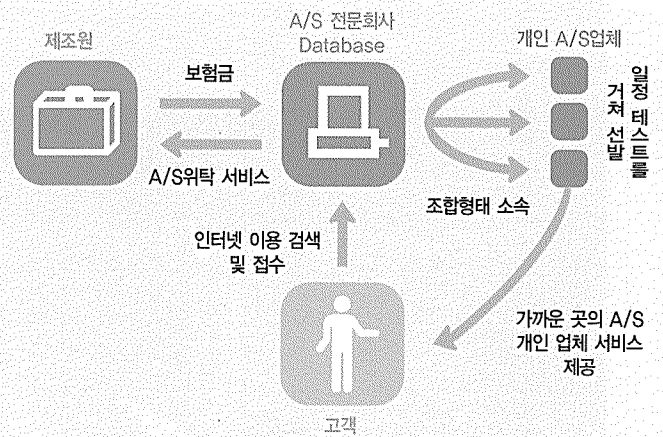 제조원
보험금
A/S위탁 서비스
A/S 전문회사
Database
개인 A/S업체
일정 테스트를
거쳐 선발
조합형태 소속
인터넷 이용 검색
및 접수
가까운 곳의 A/S
개인 업체 서비스
제공
고객